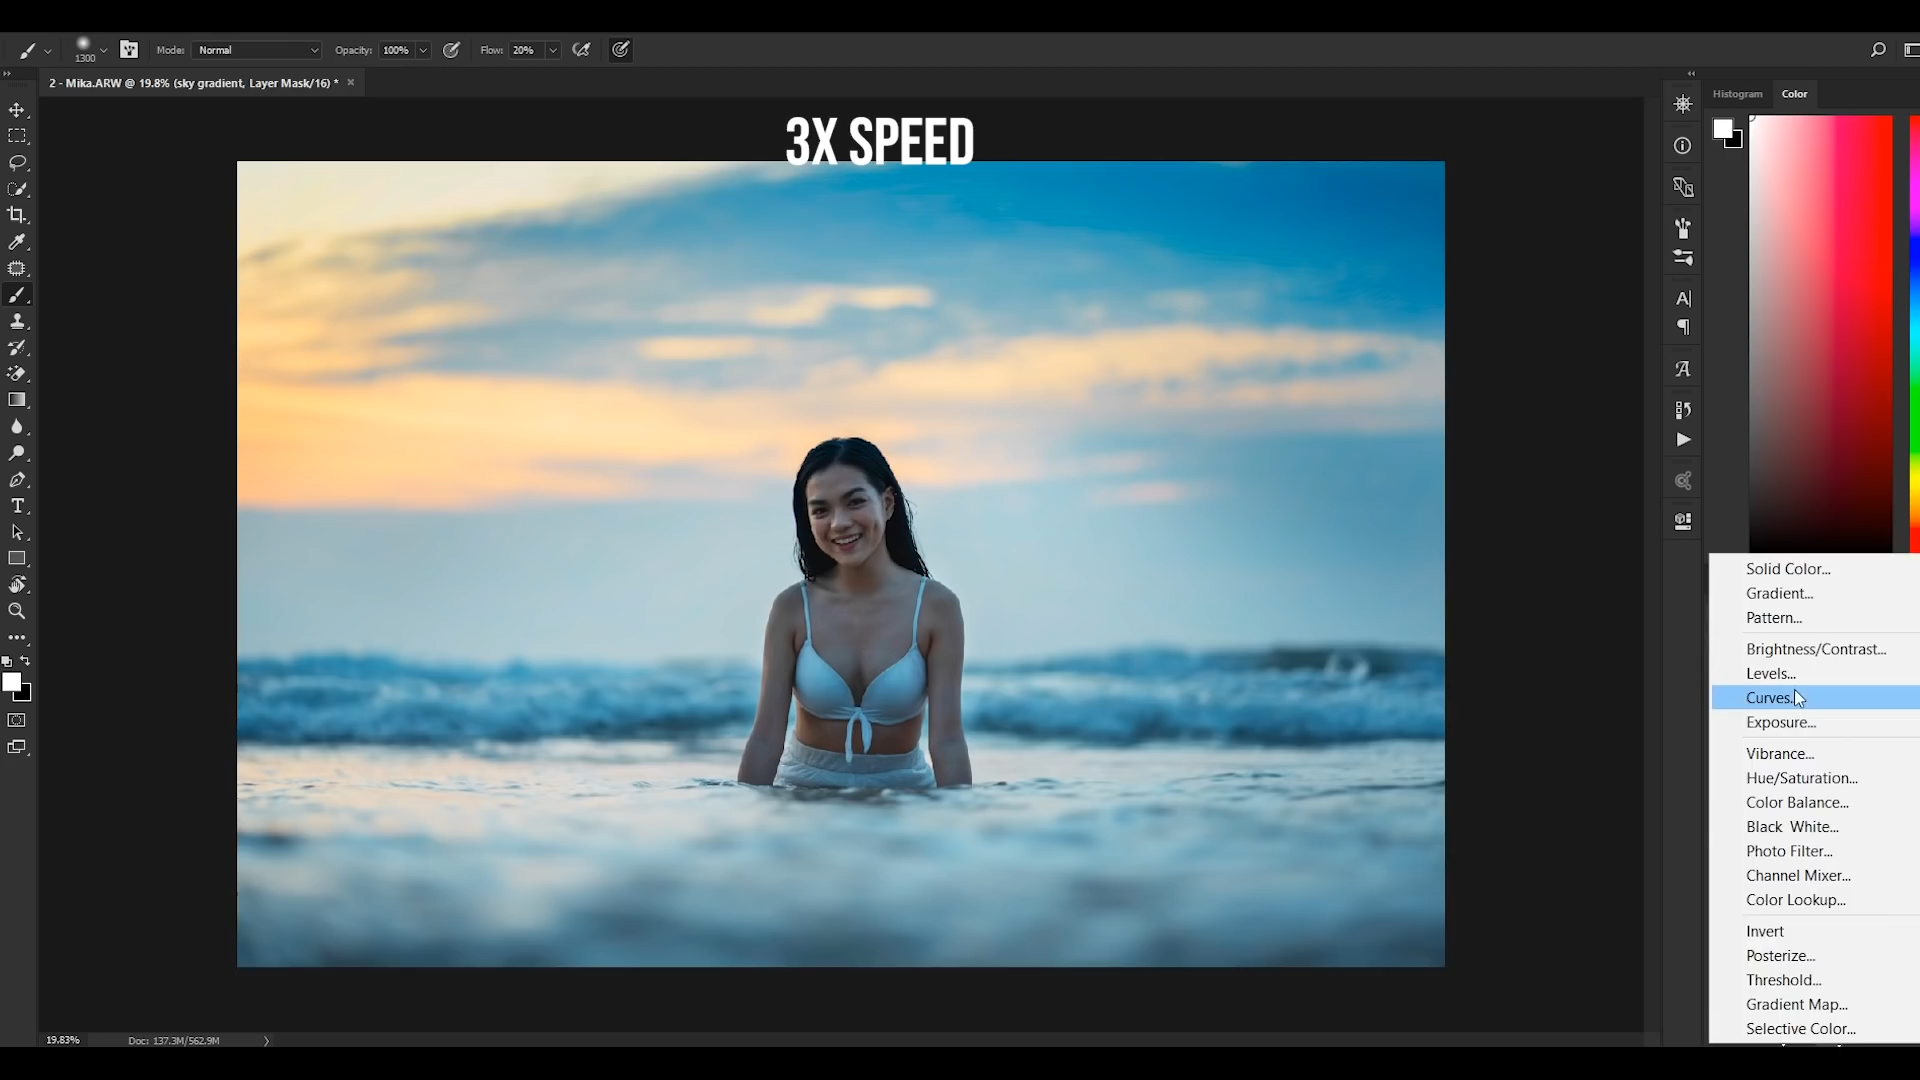 1300
Mode: Normal
Opacity: 100%
Flow: 20%
2 - Mika.ARW @ 19.8% (sky gradient, Layer Mask/16) *
Histogram
Color
3X SPEED
Solid Color...
Gradient...
Pattern...
Brightness/Contrast...
Levels...
Curves...
Exposure...
Vibrance...
Hue/Saturation...
Color Balance...
Black  White...
Photo Filter...
Channel Mixer...
Color Lookup...
Invert
Posterize...
Threshold...
Gradient Map...
Selective Color...
19.83%
Doc: 137.3M/562.9M